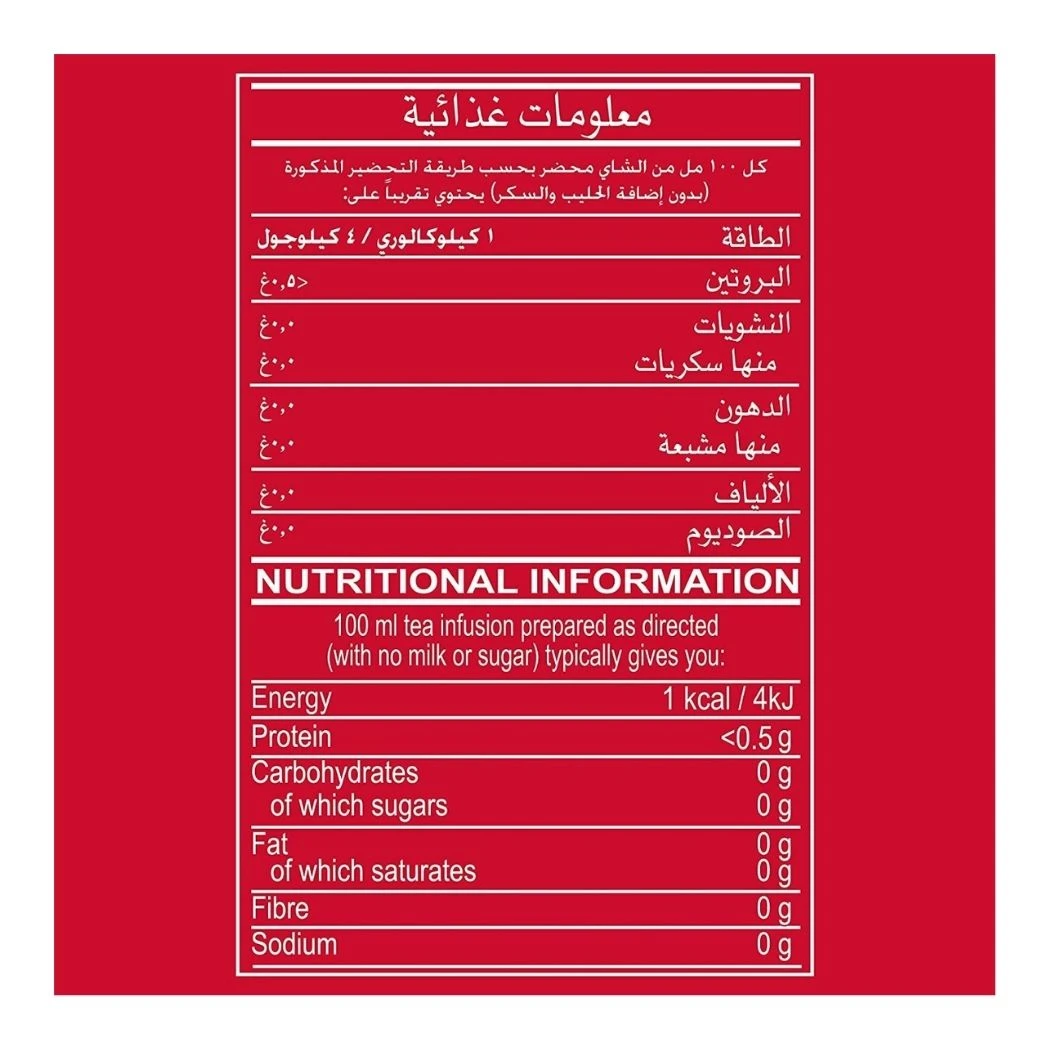 معلومات غذائية
كل ١٠٠ مل من الشاي محضر بحسب طريقة التحضير المذكورة
(بدون إضافة الحليب والسكر) يحتوي تقريباً على:
الطاقة ١ كيلوكالوري / ٤ كيلوجول
البروتين <٠,٥غ
النشويات ٠,٠غ
منها سكريات ٠,٠غ
الدهون ٠,٠غ
منها مشبعة ٠,٠غ
الألياف ٠,٠غ
الصوديوم ٠,٠غ
NUTRITIONAL INFORMATION
100 ml tea infusion prepared as directed
(with no milk or sugar) typically gives you:
Energy 1 kcal / 4kJ
Protein <0.5 g
Carbohydrates 0 g
of which sugars 0 g
Fat 0 g
of which saturates 0 g
Fibre 0 g
Sodium 0 g